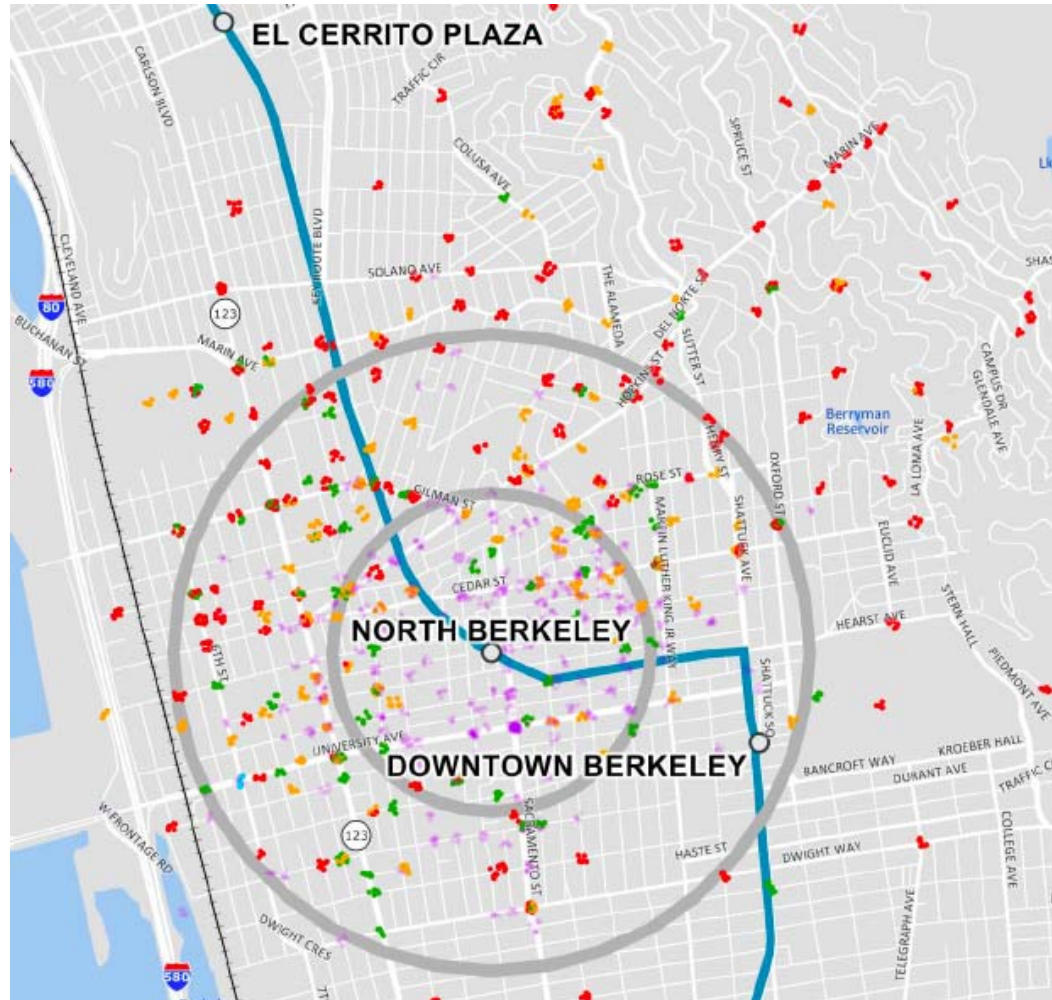 EL CERRITO PLAZA
CARLSON BLVD
TRAFFIC CIR
COLUSA AVE
SPRUCE ST
MARIN AVE
CLEVELAND AVE
KEY ROUTE BLVD
SOLANO AVE
THE ALAMEDA
DEL NORTE ST
80
123
BUCHANAN ST
MARIN AVE
580
SUTTER ST
HOPKINS ST
CAMPUS DR
GLENDALE AVE
Berryman
Reservoir
HENRY ST
OXFORD ST
LA LOMA AVE
ROSE ST
GILMAN ST
MARTIN LUTHER KING JR WAY
SHATTUCK AVE
EUCLID AVE
CEDAR ST
STERN HALL
HEARST AVE
NORTH BERKELEY
6TH ST
PIEDMONT AVE
SHATTUCK SQ
UNIVERSITY AVE
DOWNTOWN BERKELEY
KROEBER HALL
BANCROFT WAY
DURANT AVE
W FRONTAGE RD
123
SACRAMENTO ST
HASTE ST
DWIGHT WAY
COLLEGE AVE
DWIGHT CRES
TELEGRAPH AVE
580